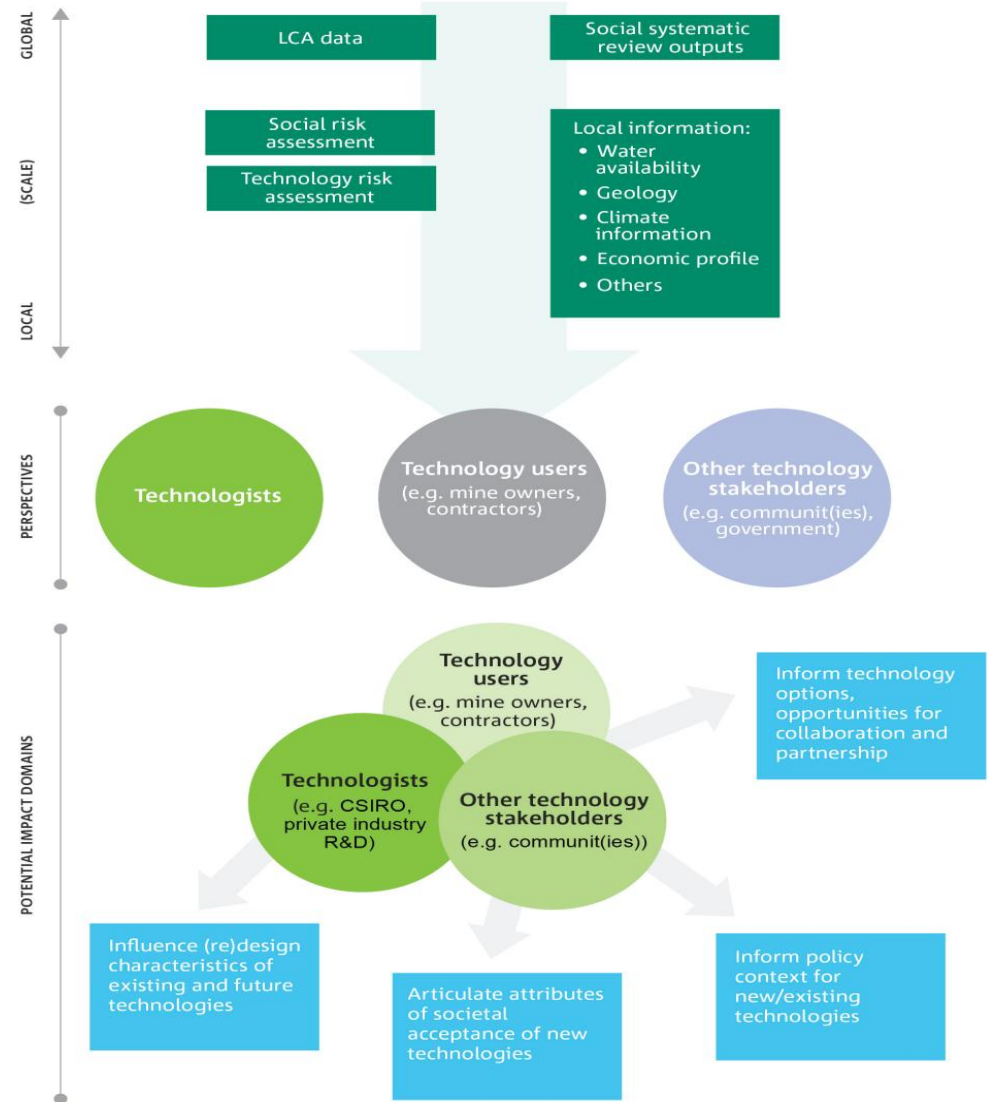 GLOBAL
(SCALE)
LOCAL
LCA data
Social systematic
review outputs
Social risk
assessment
Technology risk
assessment
Local information:
• Water
availability
• Geology
• Climate
information
• Economic profile
• Others
PERSPECTIVES
Technologists
Technology users
(e.g. mine owners,
contractors)
Other technology
stakeholders
(e.g. communit(ies),
government)
POTENTIAL IMPACT DOMAINS
Technology
users
(e.g. mine owners,
contractors)
Technologists
(e.g. CSIRO,
private industry
R&D)
Other technology
stakeholders
(e.g. communit(ies))
Inform technology
options,
opportunities for
collaboration and
partnership
Influence (re)design
characteristics of
existing and future
technologies
Articulate attributes
of societal
acceptance of new
technologies
Inform policy
context for
new/existing
technologies